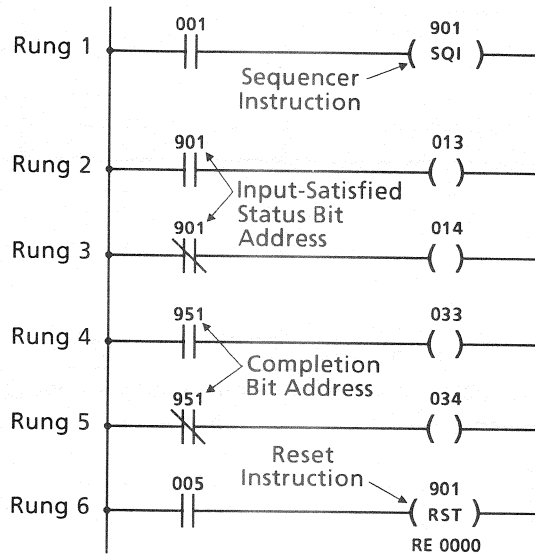 001
901
Rung 1
SQI
Sequencer
Instruction
901
013
Rung 2
Input-Satisfied
Status Bit
Address
901
014
Rung 3
951
033
Rung 4
Completion
Bit Address
951
034
Rung 5
Reset
Instruction
005
901
Rung 6
RST
RE 0000